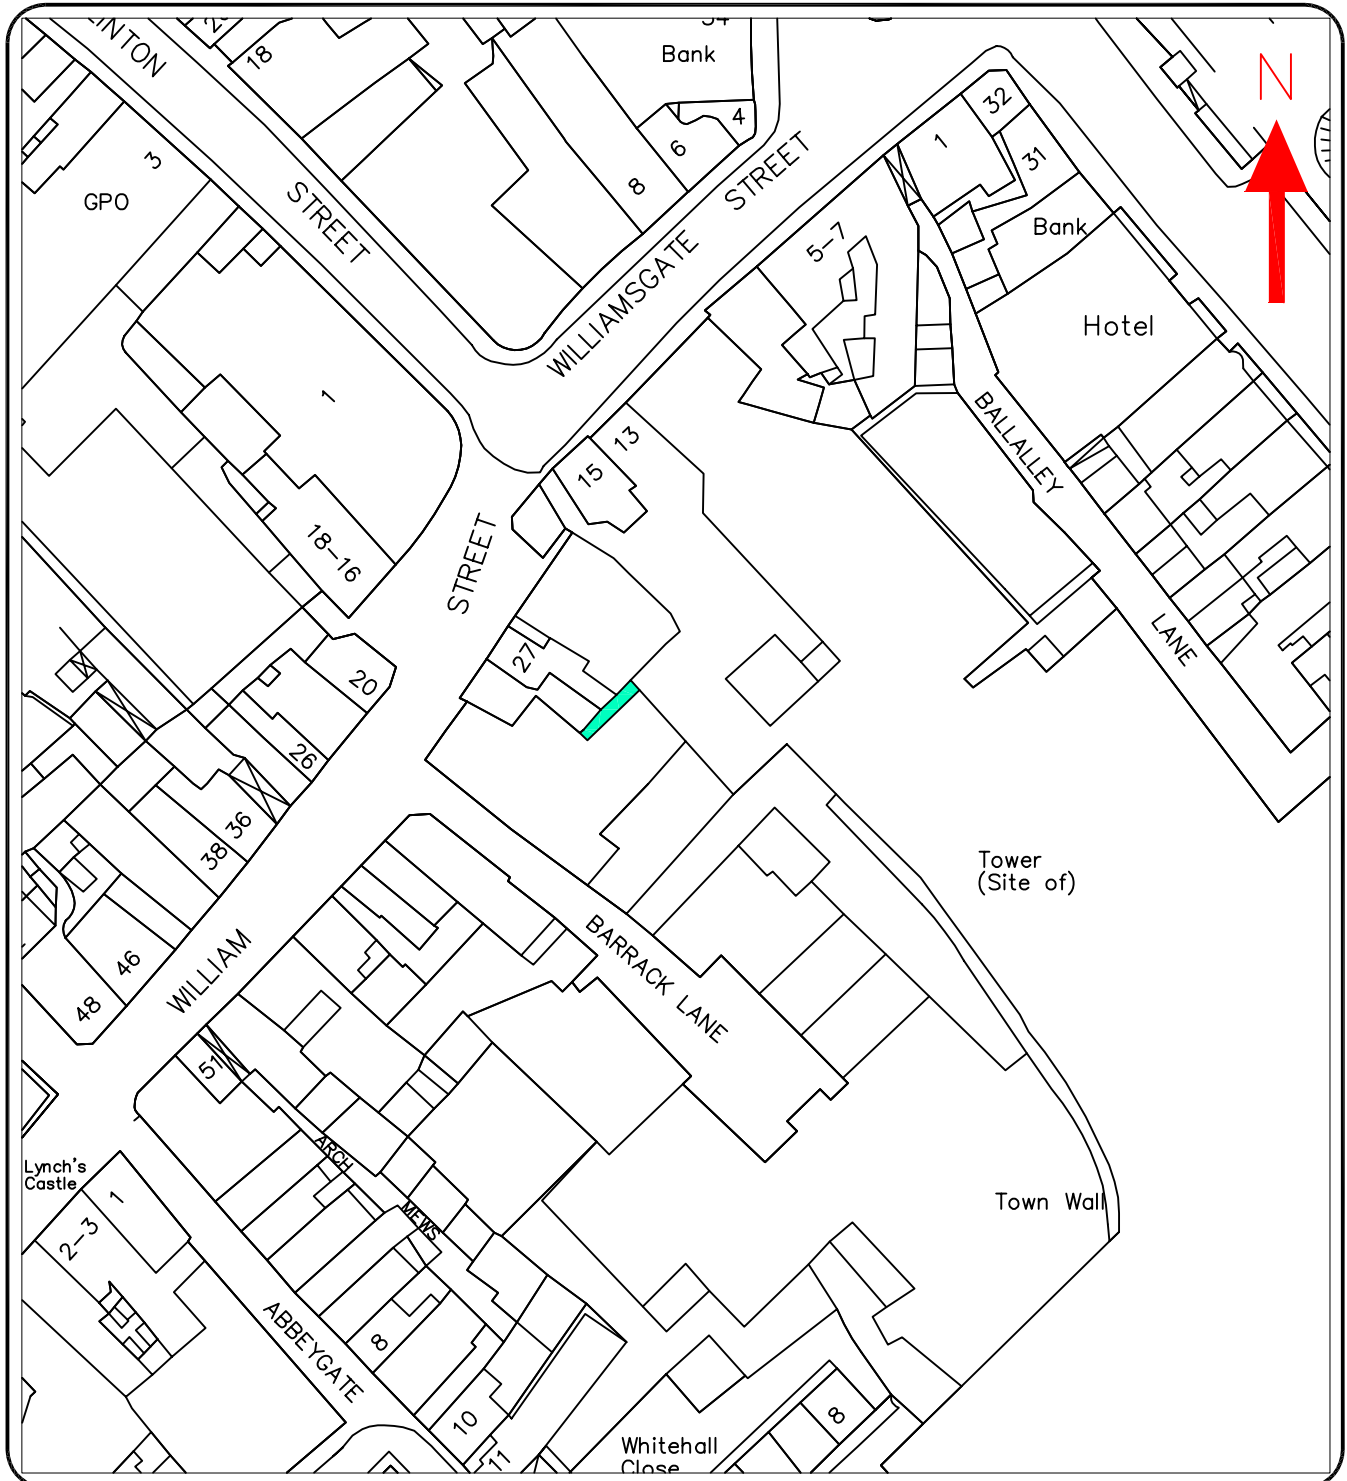 18
Bank
4
6
8
N
32
1
31
3
GPO
STREET
STREET
WILLIAMSGATE
5-7
Bank
Hotel
1
BALLALLEY
LANE
13
15
18-16
STREET
27
20
26
36
38
46
48
WILLIAM
BARRACK LANE
Tower
(Site of)
51
ARCH
MEWS
Lynch's
Castle
1
2-3
Town Wall
ABBEYGATE
8
10
11
8
Whitehall
Close